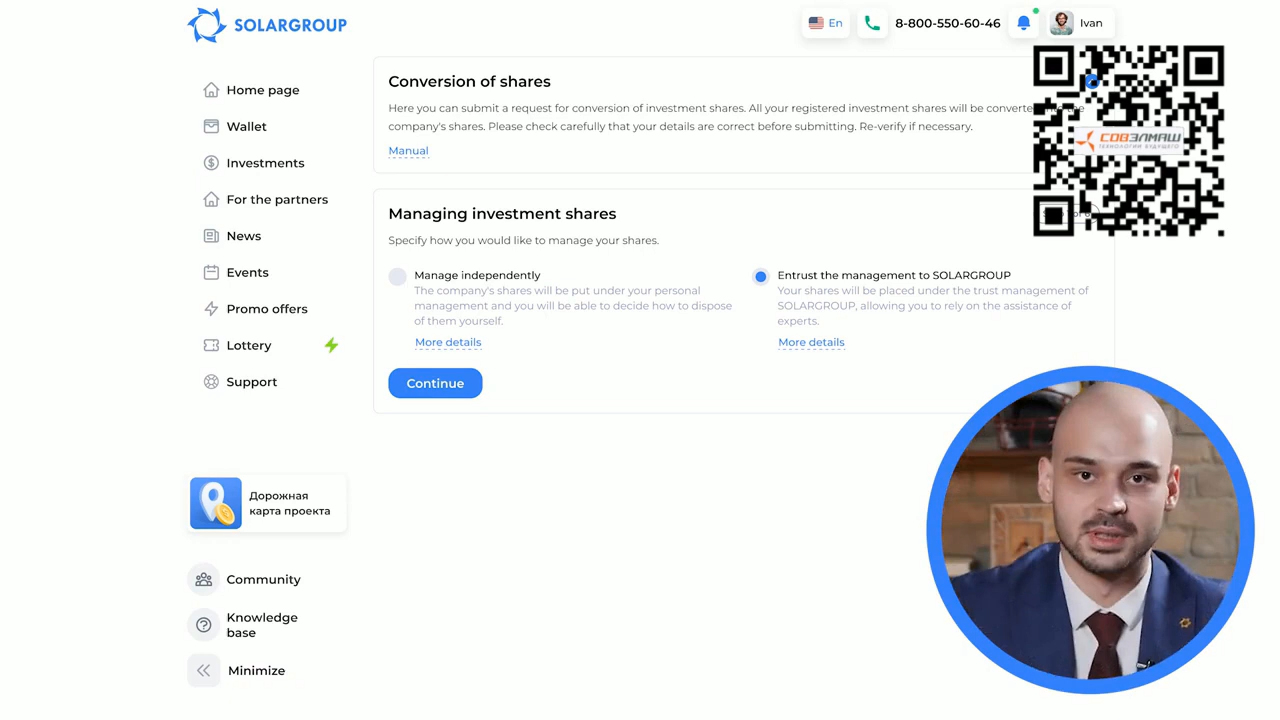 SOLARGROUP
En
8-800-550-60-46
Ivan
Home page
Wallet
Investments
For the partners
News
Events
Promo offers
Lottery
Support
Дорожная
карта проекта
Community
Knowledge
base
Minimize
Conversion of shares
Here you can submit a request for conversion of investment shares. All your registered investment shares will be converted into the
company's shares. Please check carefully that your details are correct before submitting. Re-verify if necessary.
Manual
СОВЭЛМАШ
ТЕХНОЛОГИИ БУДУЩЕГО
Managing investment shares
Specify how you would like to manage your shares.
Manage independently
The company's shares will be put under your personal
management and you will be able to decide how to dispose
of them yourself.
More details
Entrust the management to SOLARGROUP
Your shares will be placed under the trust management of
SOLARGROUP, allowing you to rely on the assistance of
experts.
More details
Continue